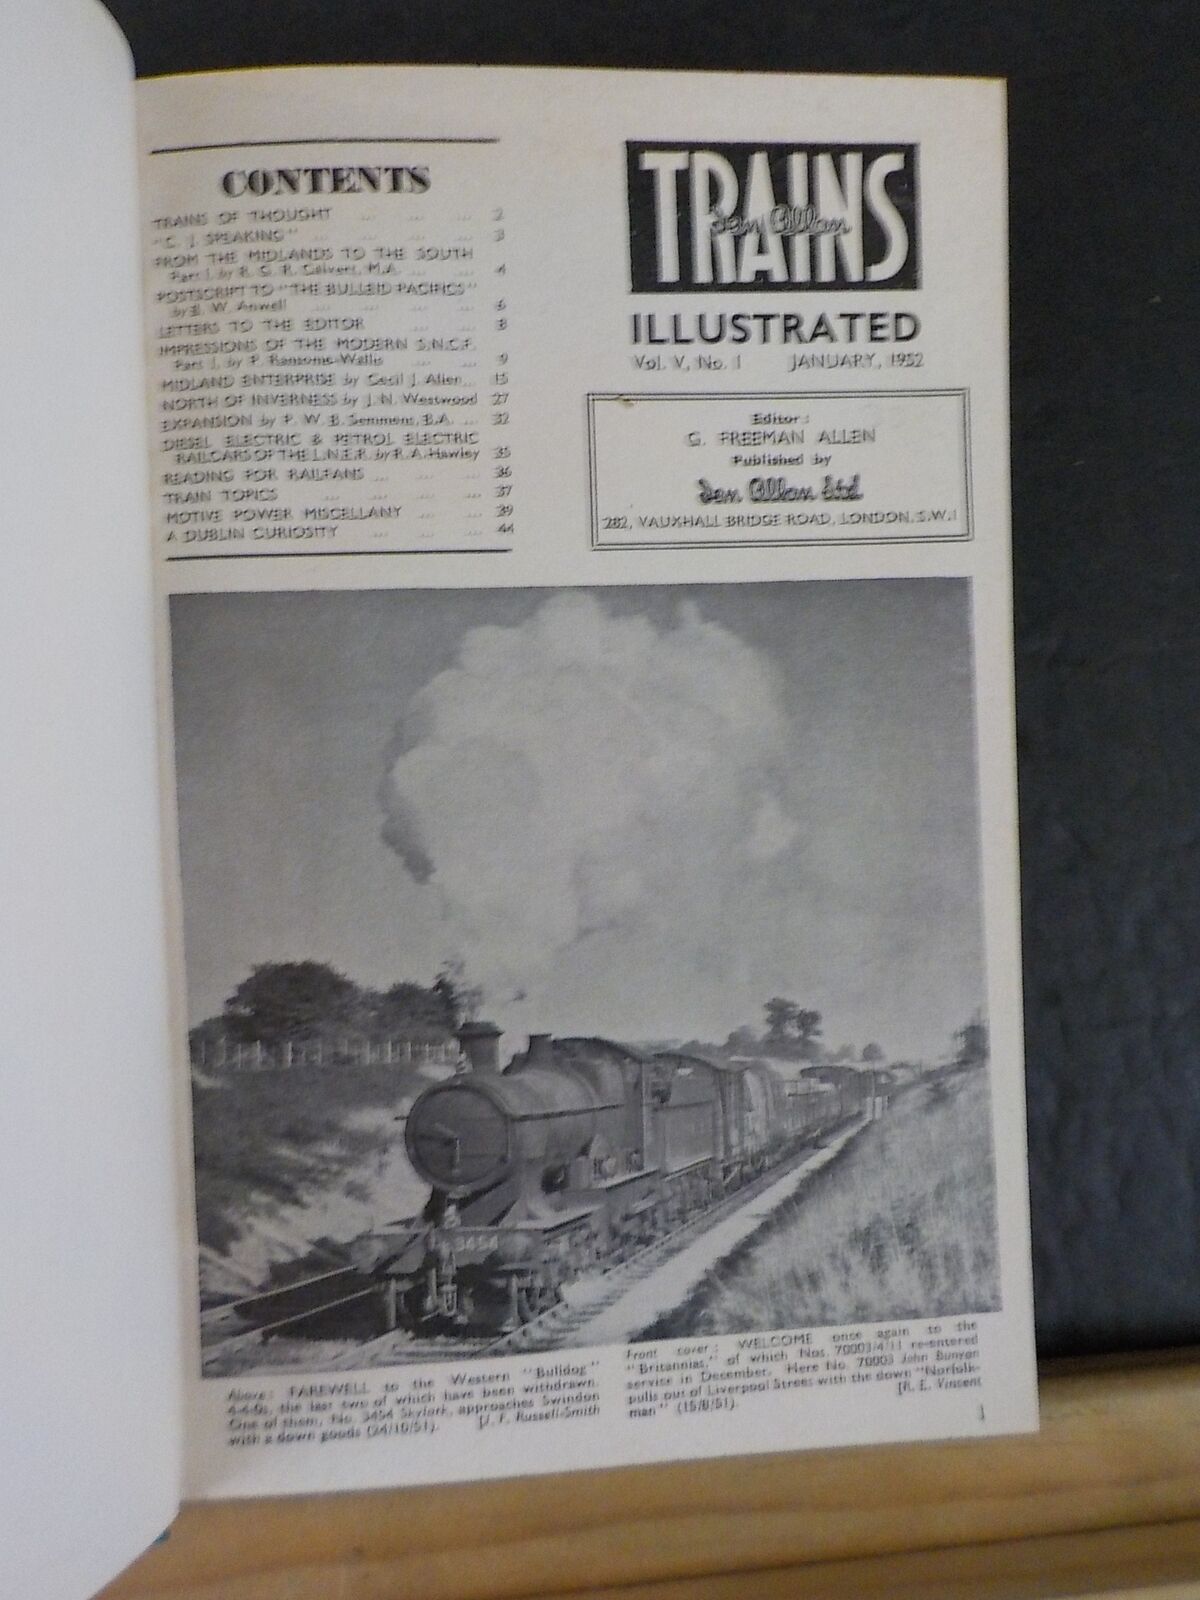 CONTENTS
TRAINS OF THOUGHT ... ... ... 2
"C. J. SPEAKING" ... ... ... 3
FROM THE MIDLANDS TO THE SOUTH
Part 1, by R. G. R. Calvert, M.A. ... ... 4
POSTSCRIPT TO "THE BULLEID PACIFICS"
by B. W. Anwell ... ... 6
LETTERS TO THE EDITOR ... ... 8
IMPRESSIONS OF THE MODERN S.N.C.F.
Part 1, by P. Ransome-Wallis ... ... 9
MIDLAND ENTERPRISE by Cecil J. Allen... 15
NORTH OF INVERNESS by J. N. Westwood 27
EXPANSION by P. W. B. Semmens, B.A. ... 32
DIESEL ELECTRIC & PETROL ELECTRIC
RAILCARS OF THE L.N.E.R. by R. A. Hawley 35
READING FOR RAILFANS ... ... ... 36
TRAIN TOPICS ... ... ... ... 37
MOTIVE POWER MISCELLANY ... ... 39
A DUBLIN CURIOSITY ... ... ... 44
TRAINS
Ian Allan
ILLUSTRATED
Vol. V, No. 1 JANUARY, 1952
Editor:
G. FREEMAN ALLEN
Published by
Ian Allan Ltd
282, VAUXHALL BRIDGE ROAD, LONDON, S.W.1
3454
Above: FAREWELL to the Western "Bulldog"
4-4-0s, the last two of which have been withdrawn.
One of them, No. 3454 Skylark, approaches Swindon
with a down goods (24/10/51). [J. F. Russell-Smith
Front cover: WELCOME once again to the
"Britannias," of which Nos. 70003/4/11 re-entered
service in December. Here No. 70003 John Bunyan
pulls out of Liverpool Street with the down "Norfolk-
man" (15/8/51). [R. E. Vincent
1